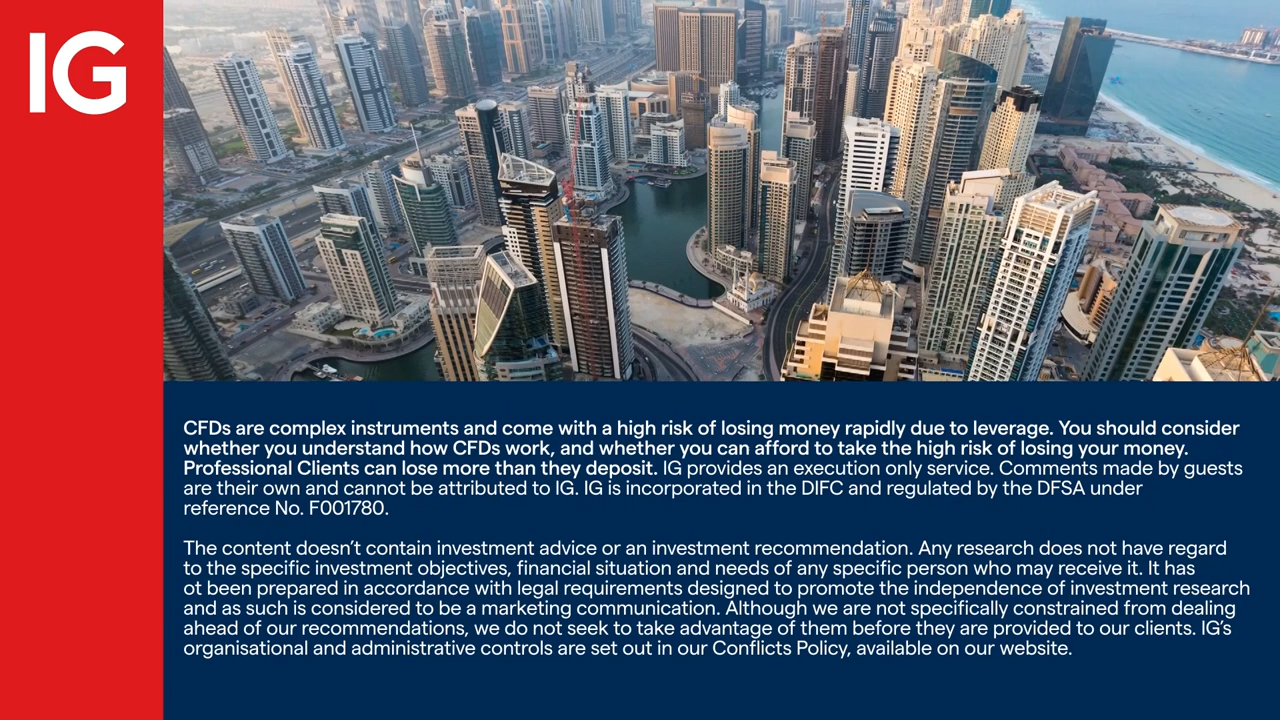 IG
CFDs are complex instruments and come with a high risk of losing money rapidly due to leverage. You should consider
whether you understand how CFDs work, and whether you can afford to take the high risk of losing your money.
Professional Clients can lose more than they deposit. IG provides an execution only service. Comments made by guests
are their own and cannot be attributed to IG. IG is incorporated in the DIFC and regulated by the DFSA under
reference No. F001780.
The content doesn’t contain investment advice or an investment recommendation. Any research does not have regard
to the specific investment objectives, financial situation and needs of any specific person who may receive it. It has
ot been prepared in accordance with legal requirements designed to promote the independence of investment research
and as such is considered to be a marketing communication. Although we are not specifically constrained from dealing
ahead of our recommendations, we do not seek to take advantage of them before they are provided to our clients. IG’s
organisational and administrative controls are set out in our Conflicts Policy, available on our website.